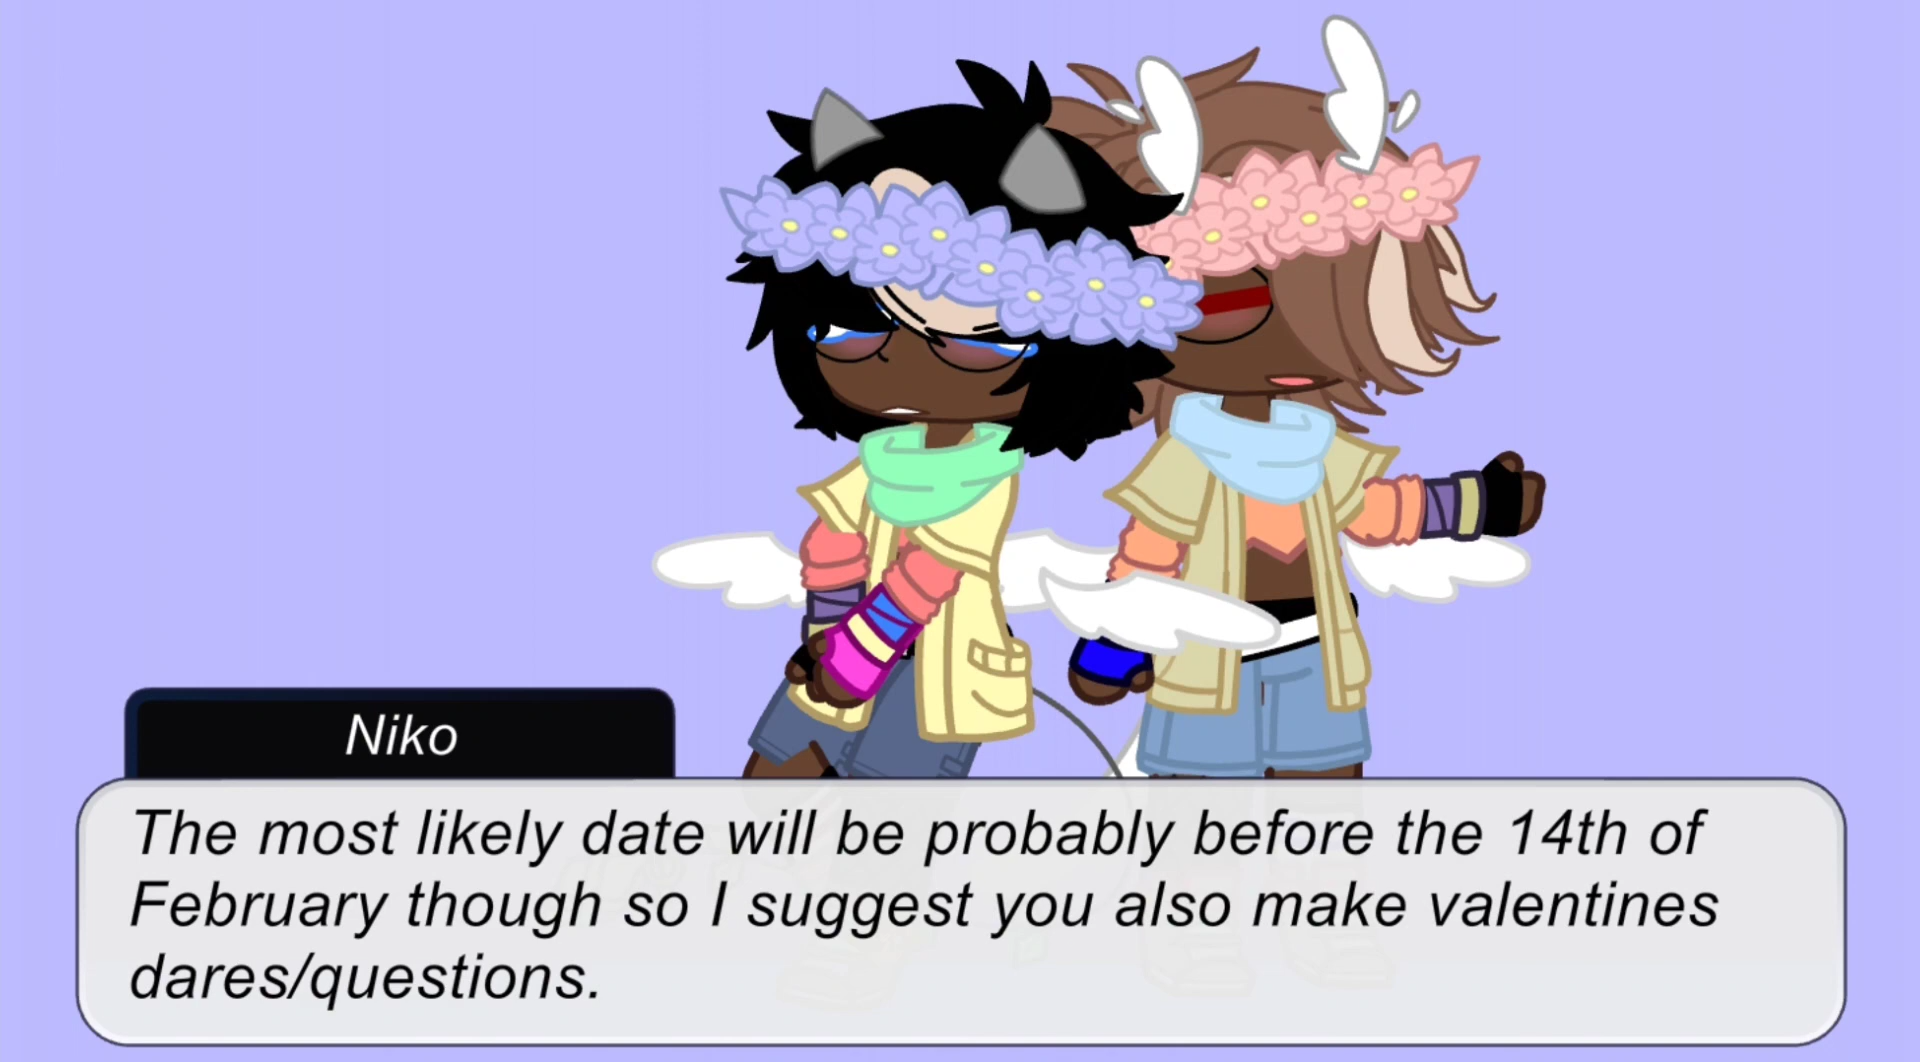 Niko
The most likely date will be probably before the 14th of
February though so I suggest you also make valentines
dares/questions.